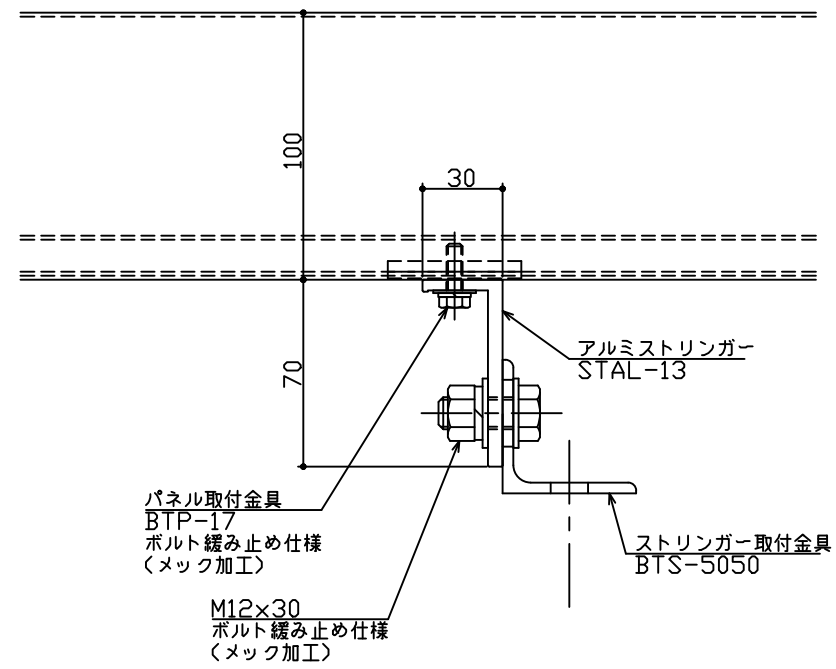 100
30
70
アルミストリンガー
STAL-13
パネル取付金具
BTP-17
ボルト緩み止め仕様
(メック加工)
ストリンガー取付金具
BTS-5050
M12x30
ボルト緩み止め仕様
(メック加工)